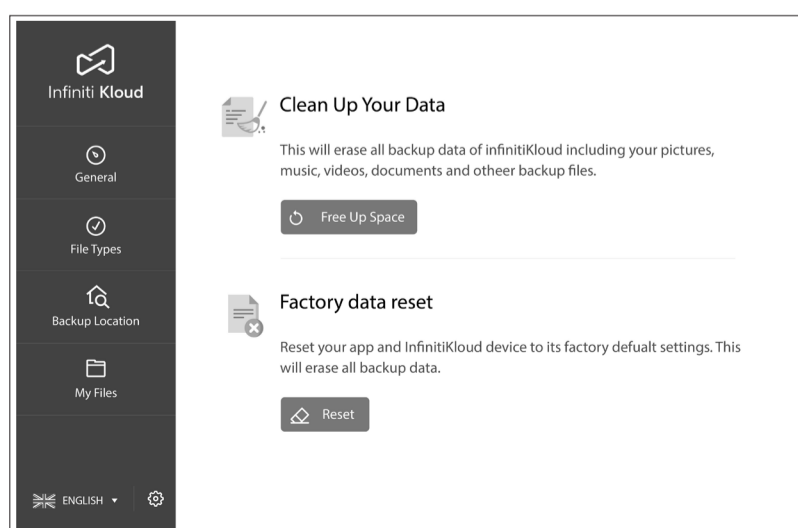 Infiniti Kloud
General
File Types
Backup Location
My Files
ENGLISH
Clean Up Your Data
This will erase all backup data of infinitiKloud including your pictures,
music, videos, documents and otheer backup files.
Free Up Space
Factory data reset
Reset your app and InfinitiKloud device to its factory defualt settings. This
will erase all backup data.
Reset